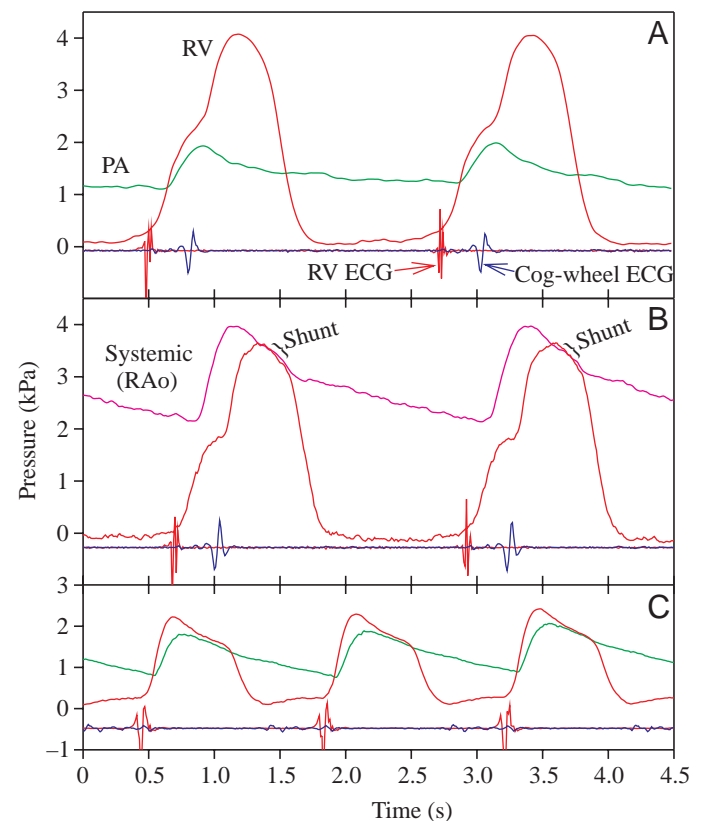 A
4
RV
3
2
PA
1
0
RV ECG
Cog-wheel ECG
B
4
Shunt
Shunt
Systemic
(RAo)
3
2
1
0
3
Pressure (kPa)
C
2
1
0
–1
0 0.5 1.0 1.5 2.0 2.5 3.0 3.5 4.0 4.5
Time (s)